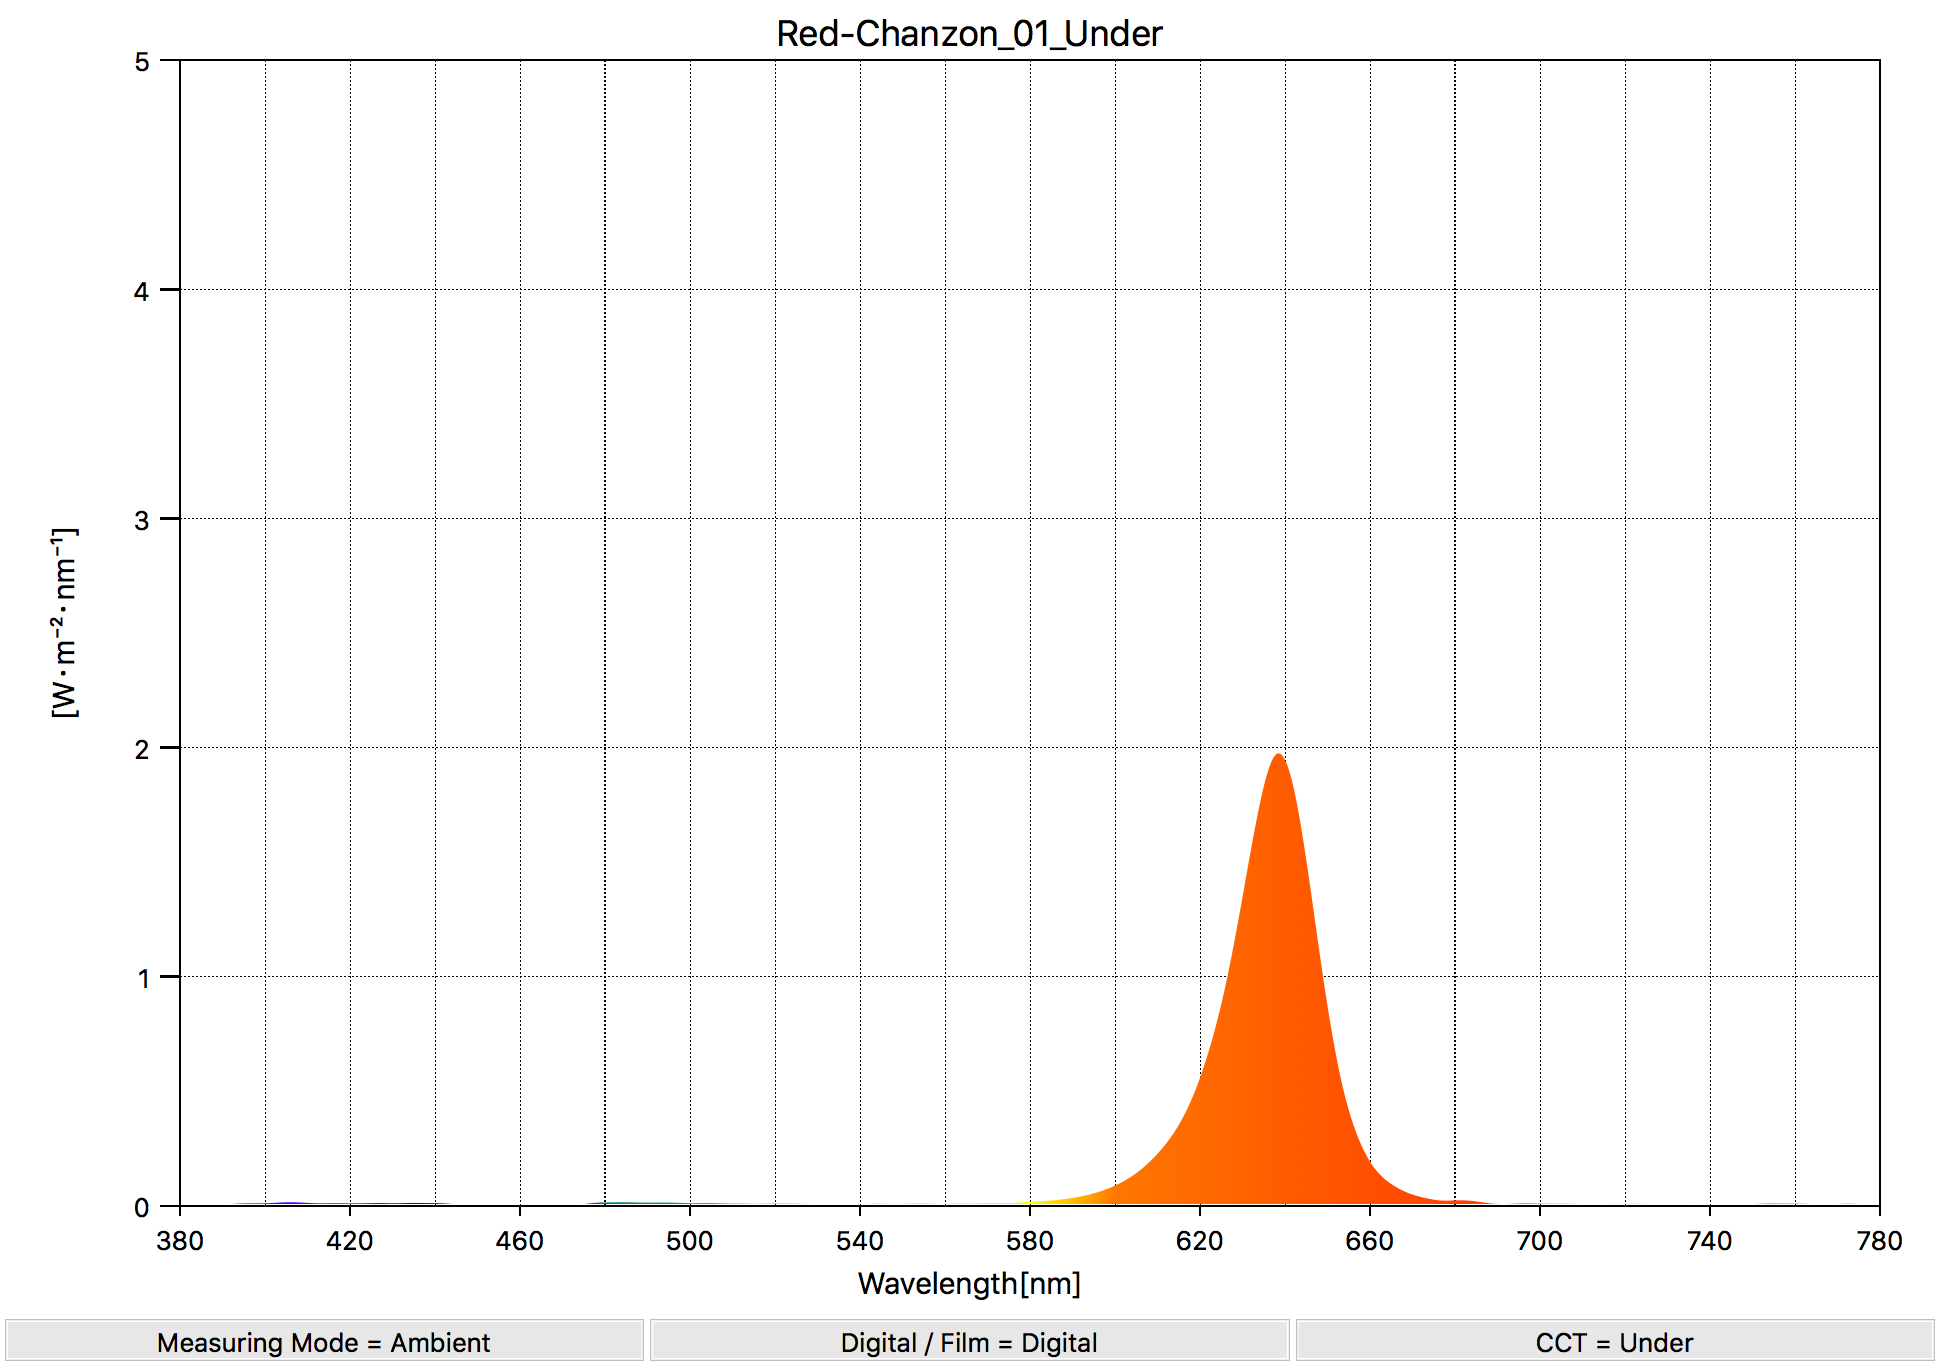 Red-Chanzon_01_Under
5
4
3
2
1
0
[W·m⁻²·nm⁻¹]
380 420 460 500 540 580 620 660 700 740 780
Wavelength[nm]
Measuring Mode = Ambient
Digital / Film = Digital
CCT = Under